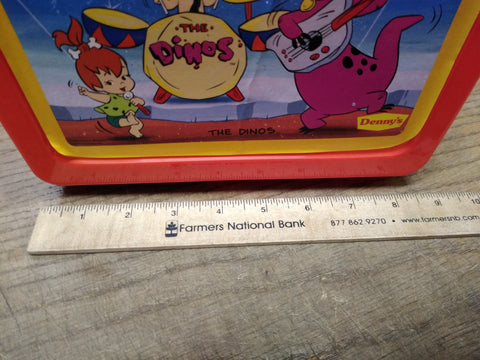 THE
DINOS
THE DINOS
Denny's
1 2 3 4 5 6 7 8 9 10
Farmers National Bank
877 862 9270 • www.farmersnb.com